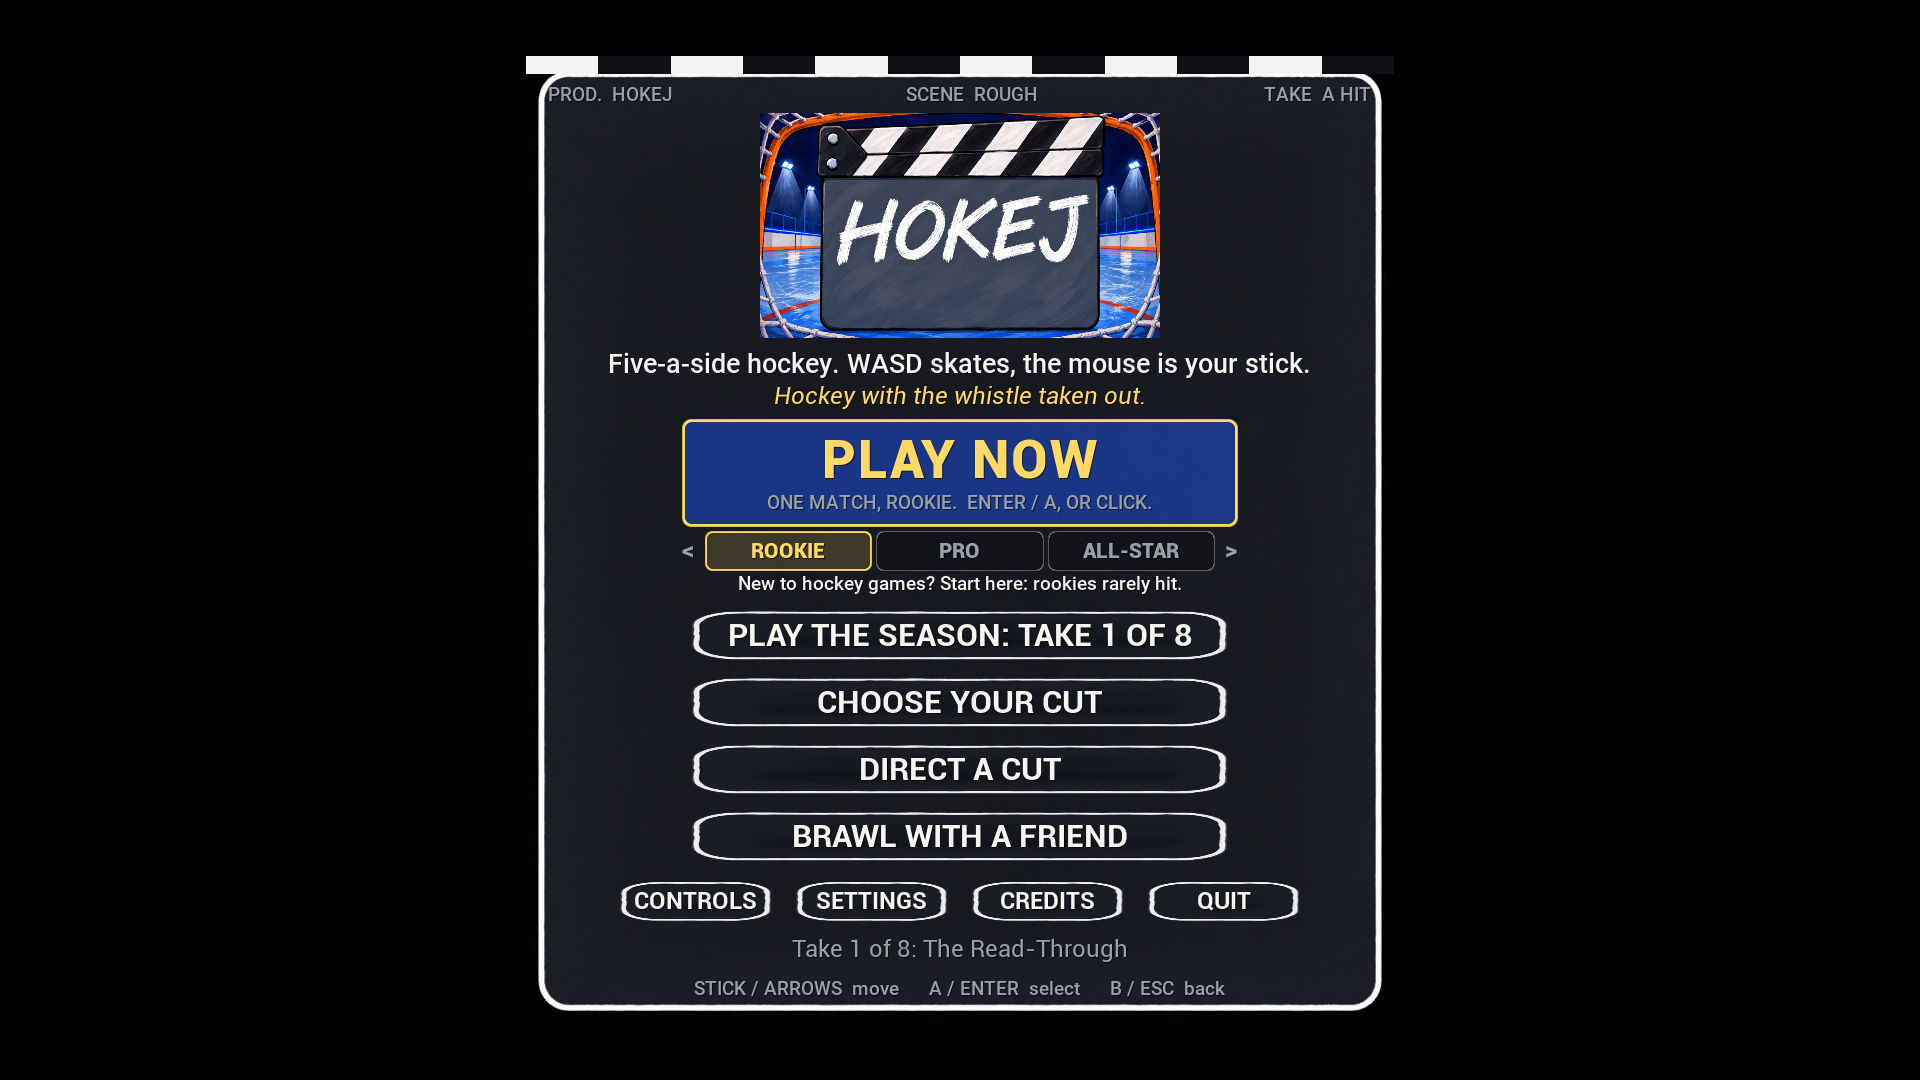 PROD. HOKEJ SCENE ROUGH TAKE A HIT
HOKEJ
Five-a-side hockey. WASD skates, the mouse is your stick.
Hockey with the whistle taken out.
PLAY NOW
ONE MATCH, ROOKIE. ENTER / A, OR CLICK.
< ROOKIE PRO ALL-STAR >
New to hockey games? Start here: rookies rarely hit.
PLAY THE SEASON: TAKE 1 OF 8
CHOOSE YOUR CUT
DIRECT A CUT
BRAWL WITH A FRIEND
CONTROLS SETTINGS CREDITS QUIT
Take 1 of 8: The Read-Through
STICK / ARROWS move A / ENTER select B / ESC back